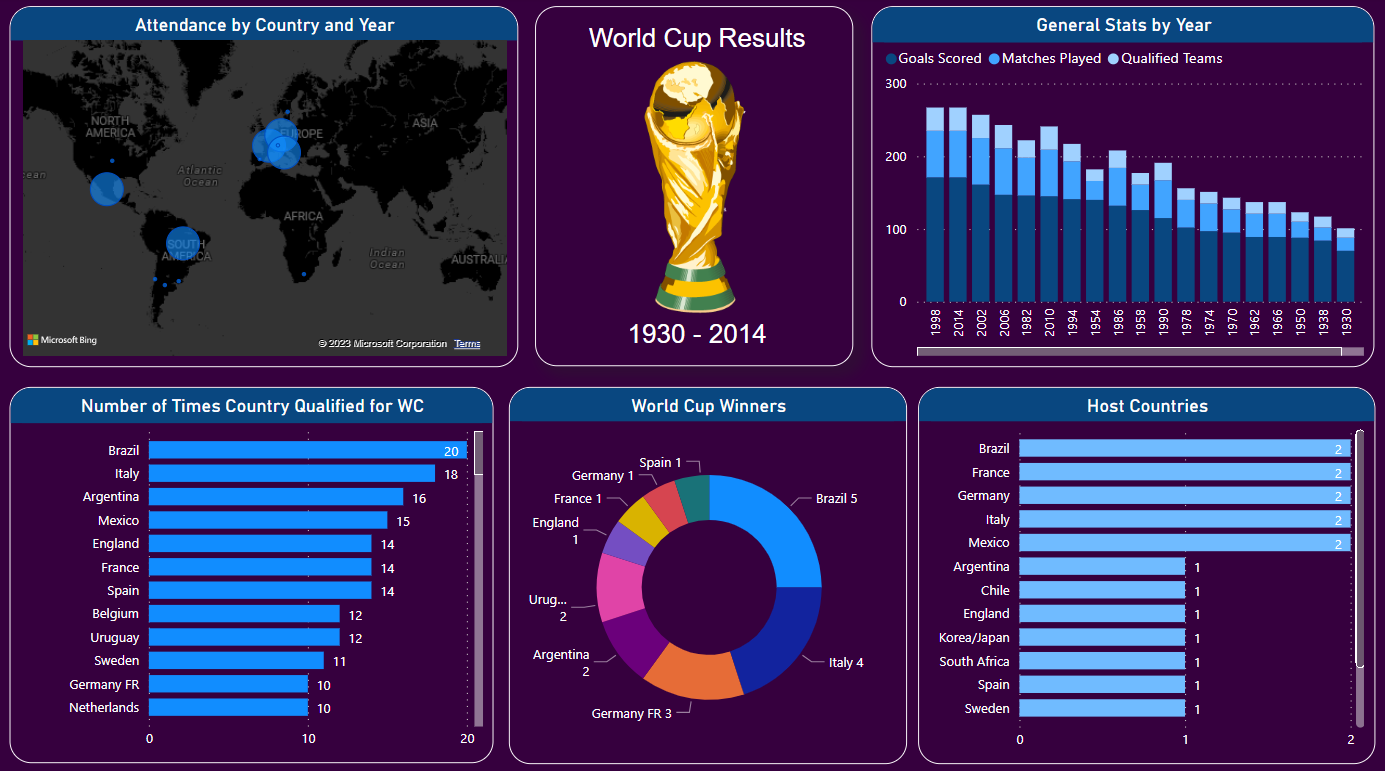 Attendance by Country and Year
NORTH
AMERICA
EUROPE
ASIA
Atlantic
Ocean
AFRICA
SOUTH
AMERICA
Indian
Ocean
Microsoft Bing
© 2023 Microsoft Corporation Terms
World Cup Results
1930 - 2014
General Stats by Year
Goals Scored Matches Played Qualified Teams
300
200
100
0
1998 2014 2002 2006 1982 2010 1994 1954 1986 1958 1990 1978 1974 1970 1962 1966 1950 1938 1930
Number of Times Country Qualified for WC
Brazil 20
Italy 18
Argentina 16
Mexico 15
England 14
France 14
Spain 14
Belgium 12
Uruguay 12
Sweden 11
Germany FR 10
Netherlands 10
0 10 20
World Cup Winners
Spain 1
Germany 1
France 1
England
1
Urug...
2
Argentina
2
Germany FR 3
Italy 4
Brazil 5
Host Countries
Brazil 2
France 2
Germany 2
Italy 2
Mexico 2
Argentina 1
Chile 1
England 1
Korea/Japan 1
South Africa 1
Spain 1
Sweden 1
0 1 2